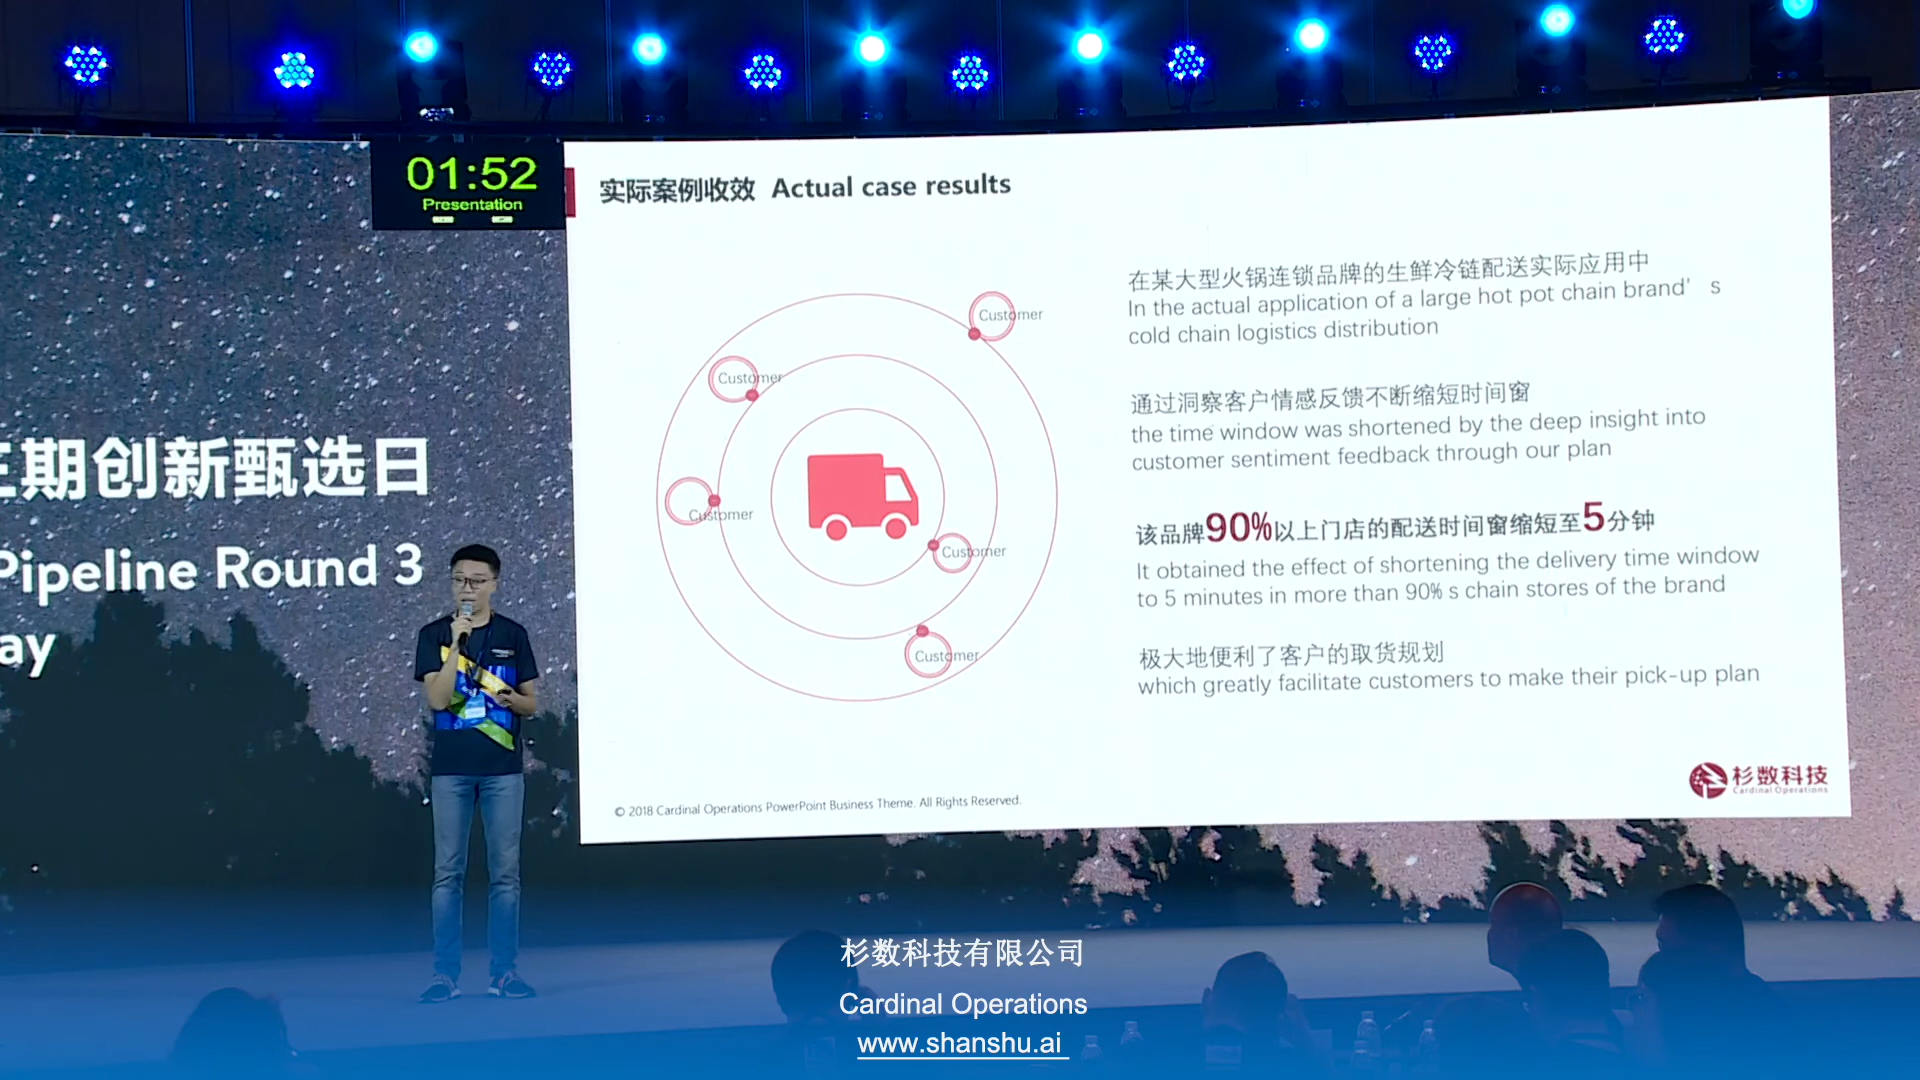 01:52
Presentation
实际案例收效 Actual case results
期创新甄选日
Pipeline Round 3
ay
Customer
Customer
Customer
Customer
Customer
在某大型火锅连锁品牌的生鲜冷链配送实际应用中
In the actual application of a large hot pot chain brand’ s
cold chain logistics distribution
通过洞察客户情感反馈不断缩短时间窗
the time window was shortened by the deep insight into
customer sentiment feedback through our plan
该品牌90%以上门店的配送时间窗缩短至5分钟
It obtained the effect of shortening the delivery time window
to 5 minutes in more than 90% s chain stores of the brand
极大地便利了客户的取货规划
which greatly facilitate customers to make their pick-up plan
杉数科技
Cardinal Operations
© 2018 Cardinal Operations PowerPoint Business Theme. All Rights Reserved.
杉数科技有限公司
Cardinal Operations
www.shanshu.ai